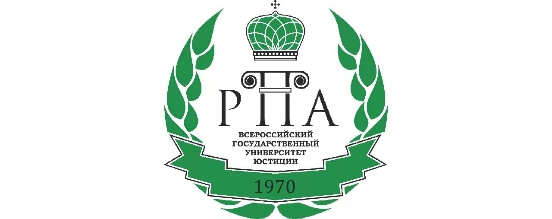 РПА
ВСЕРОССИЙСКИЙ
ГОСУДАРСТВЕННЫЙ
УНИВЕРСИТЕТ
ЮСТИЦИИ
1970